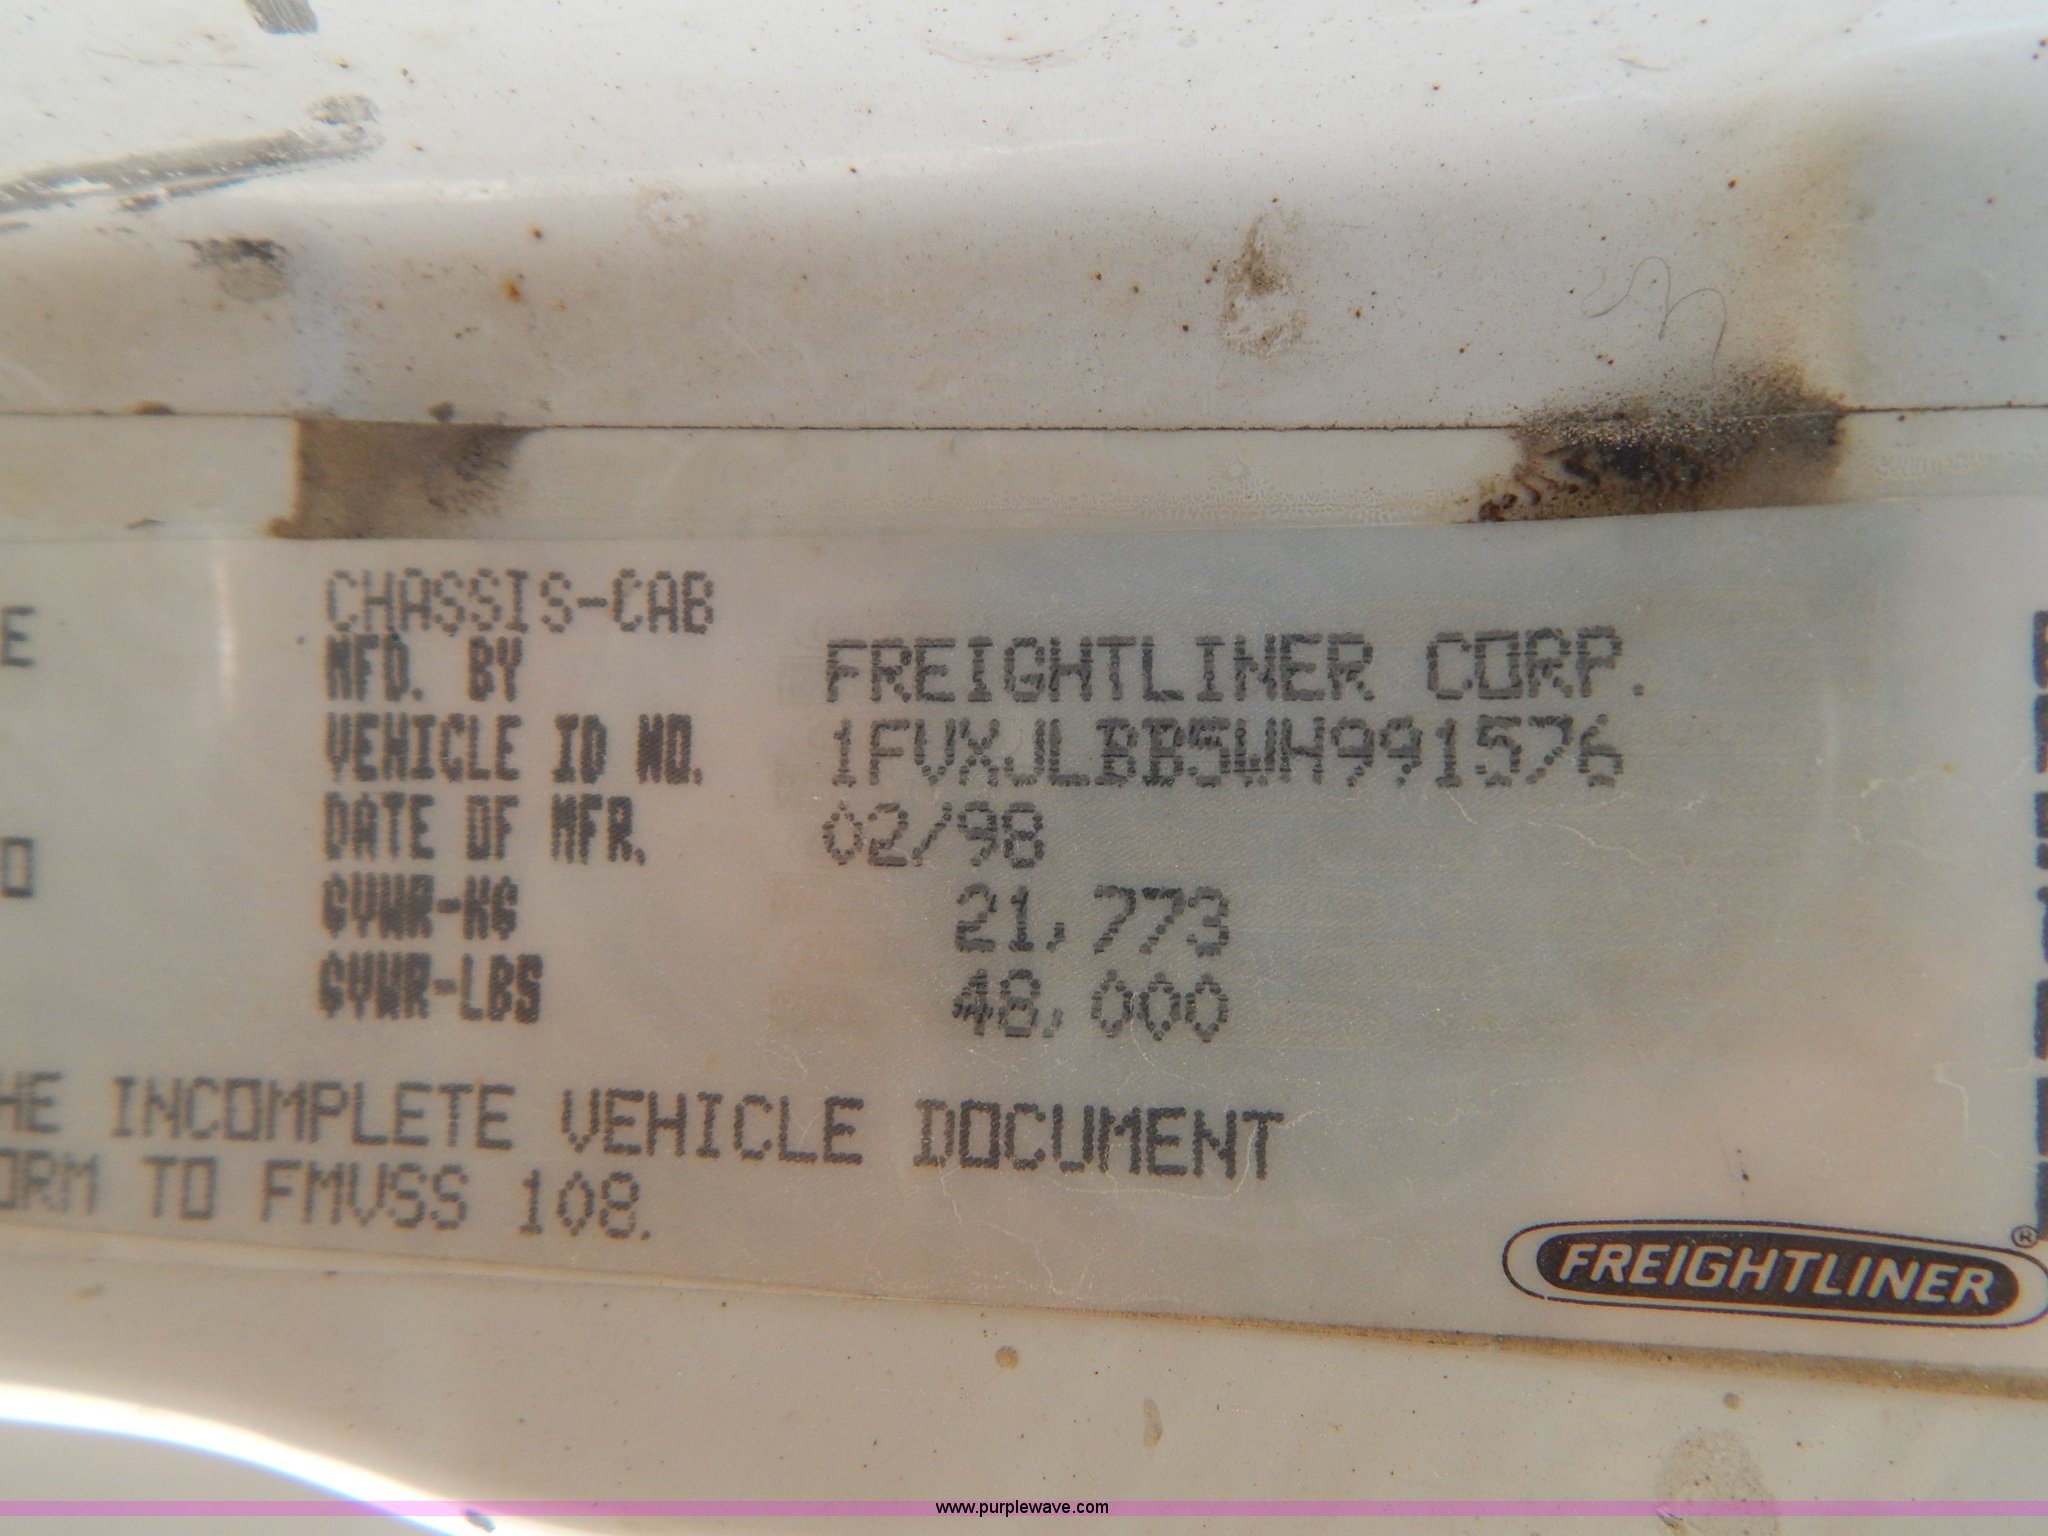 E
CHASSIS-CAB
MFD. BY FREIGHTLINER CORP.
VEHICLE ID NO. 1FVXJLBB5WH991576
DATE OF MFR. 02/98
O
GVWR-KG 21,773
GVWR-LBS 48,000
HE INCOMPLETE VEHICLE DOCUMENT
ORM TO FMVSS 108.
FREIGHTLINER®
www.purplewave.com